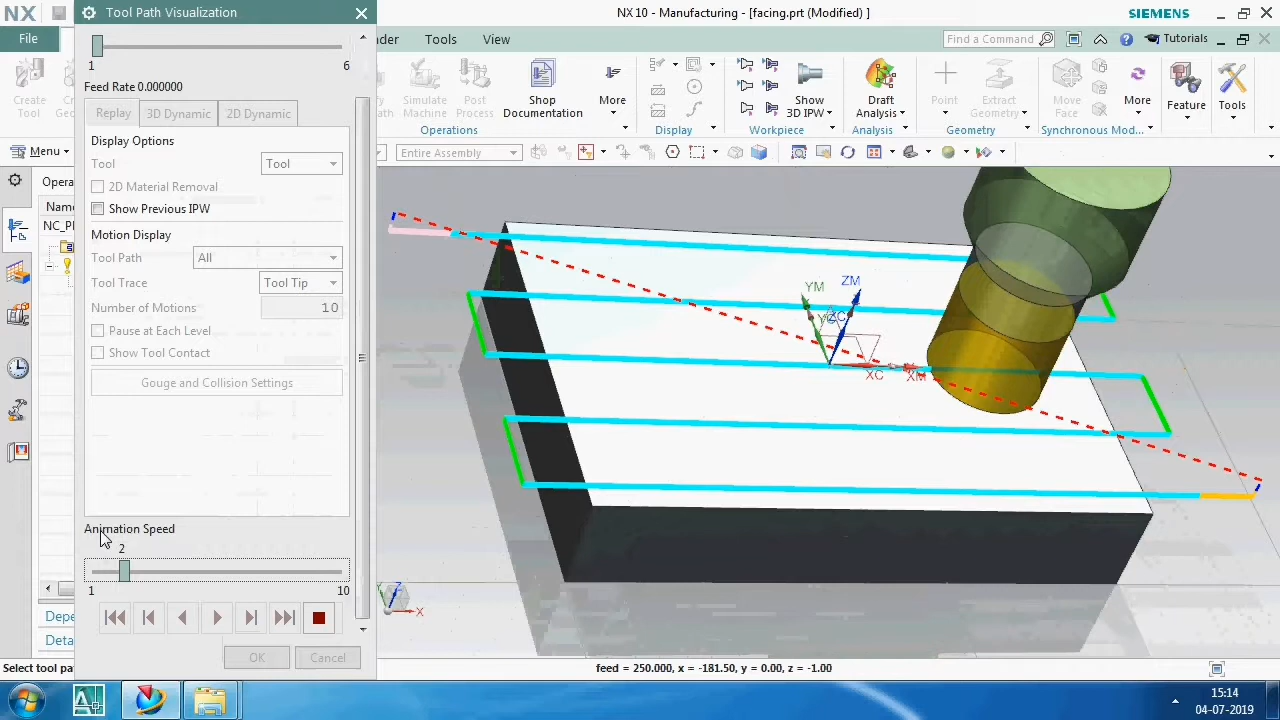 NX
Tool Path Visualization
NX 10 - Manufacturing - [facing.prt (Modified) ]
SIEMENS
File
Tools
View
Find a Command
Tutorials
1
6
Feed Rate 0.000000
Create
Tool
Simulate
Machine
Post
Process
Shop
Documentation
More
Show
3D IPW
Draft
Analysis
Point
Extract
Geometry
Move
Face
More
Feature
Tools
Operations
Display
Workpiece
Analysis
Geometry
Synchronous Mod...
Replay
3D Dynamic
2D Dynamic
Menu
Entire Assembly
Display Options
Tool
Tool
2D Material Removal
Show Previous IPW
Motion Display
Tool Path
All
Tool Trace
Tool Tip
Number of Motions
10
Pause at Each Level
Show Tool Contact
Gouge and Collision Settings
Animation Speed
2
1
10
OK
Cancel
YM
ZM
ZC
XC
XM
Z
X
feed = 250.000, x = -181.50, y = 0.00, z = -1.00
15:14
04-07-2019